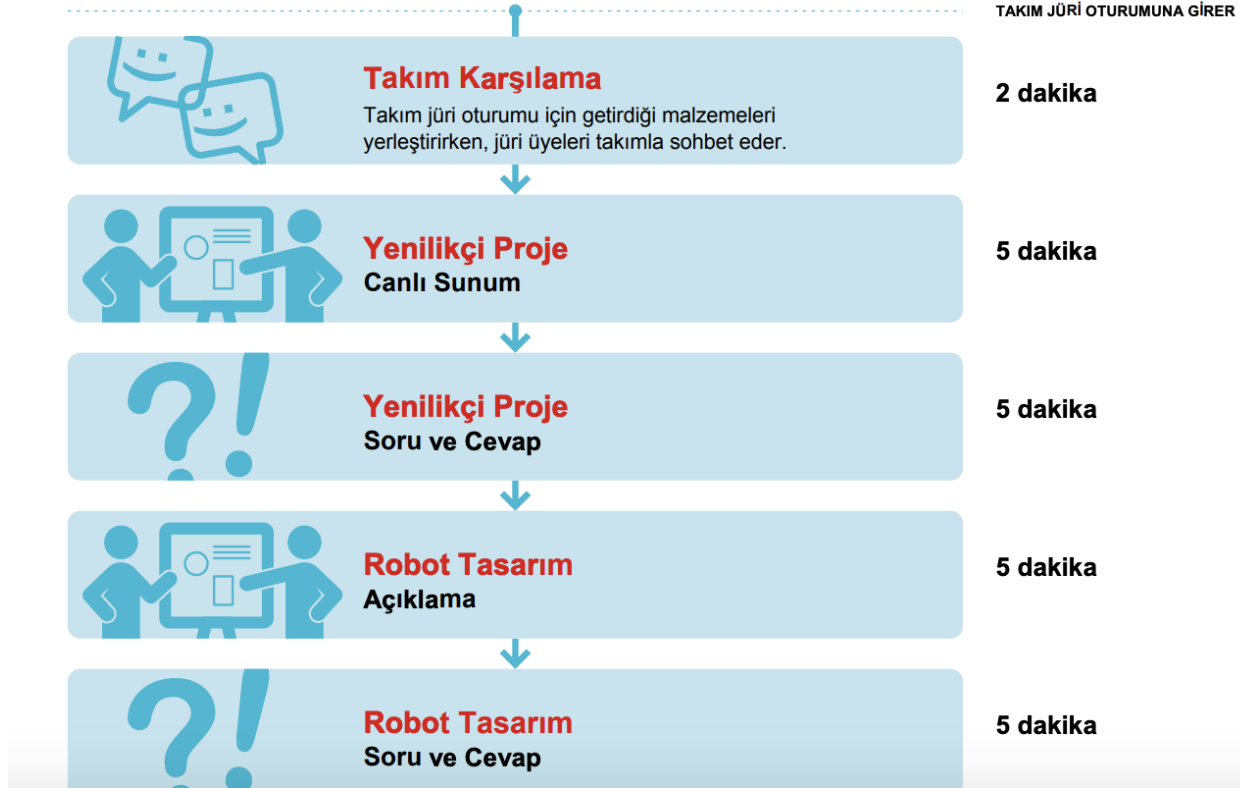 TAKIM JÜRİ OTURUMUNA GİRER
Takım Karşılama
Takım jüri oturumu için getirdiği malzemeleri
yerleştirirken, jüri üyeleri takımla sohbet eder.
2 dakika
Yenilikçi Proje
Canlı Sunum
5 dakika
Yenilikçi Proje
Soru ve Cevap
5 dakika
Robot Tasarım
Açıklama
5 dakika
Robot Tasarım
Soru ve Cevap
5 dakika